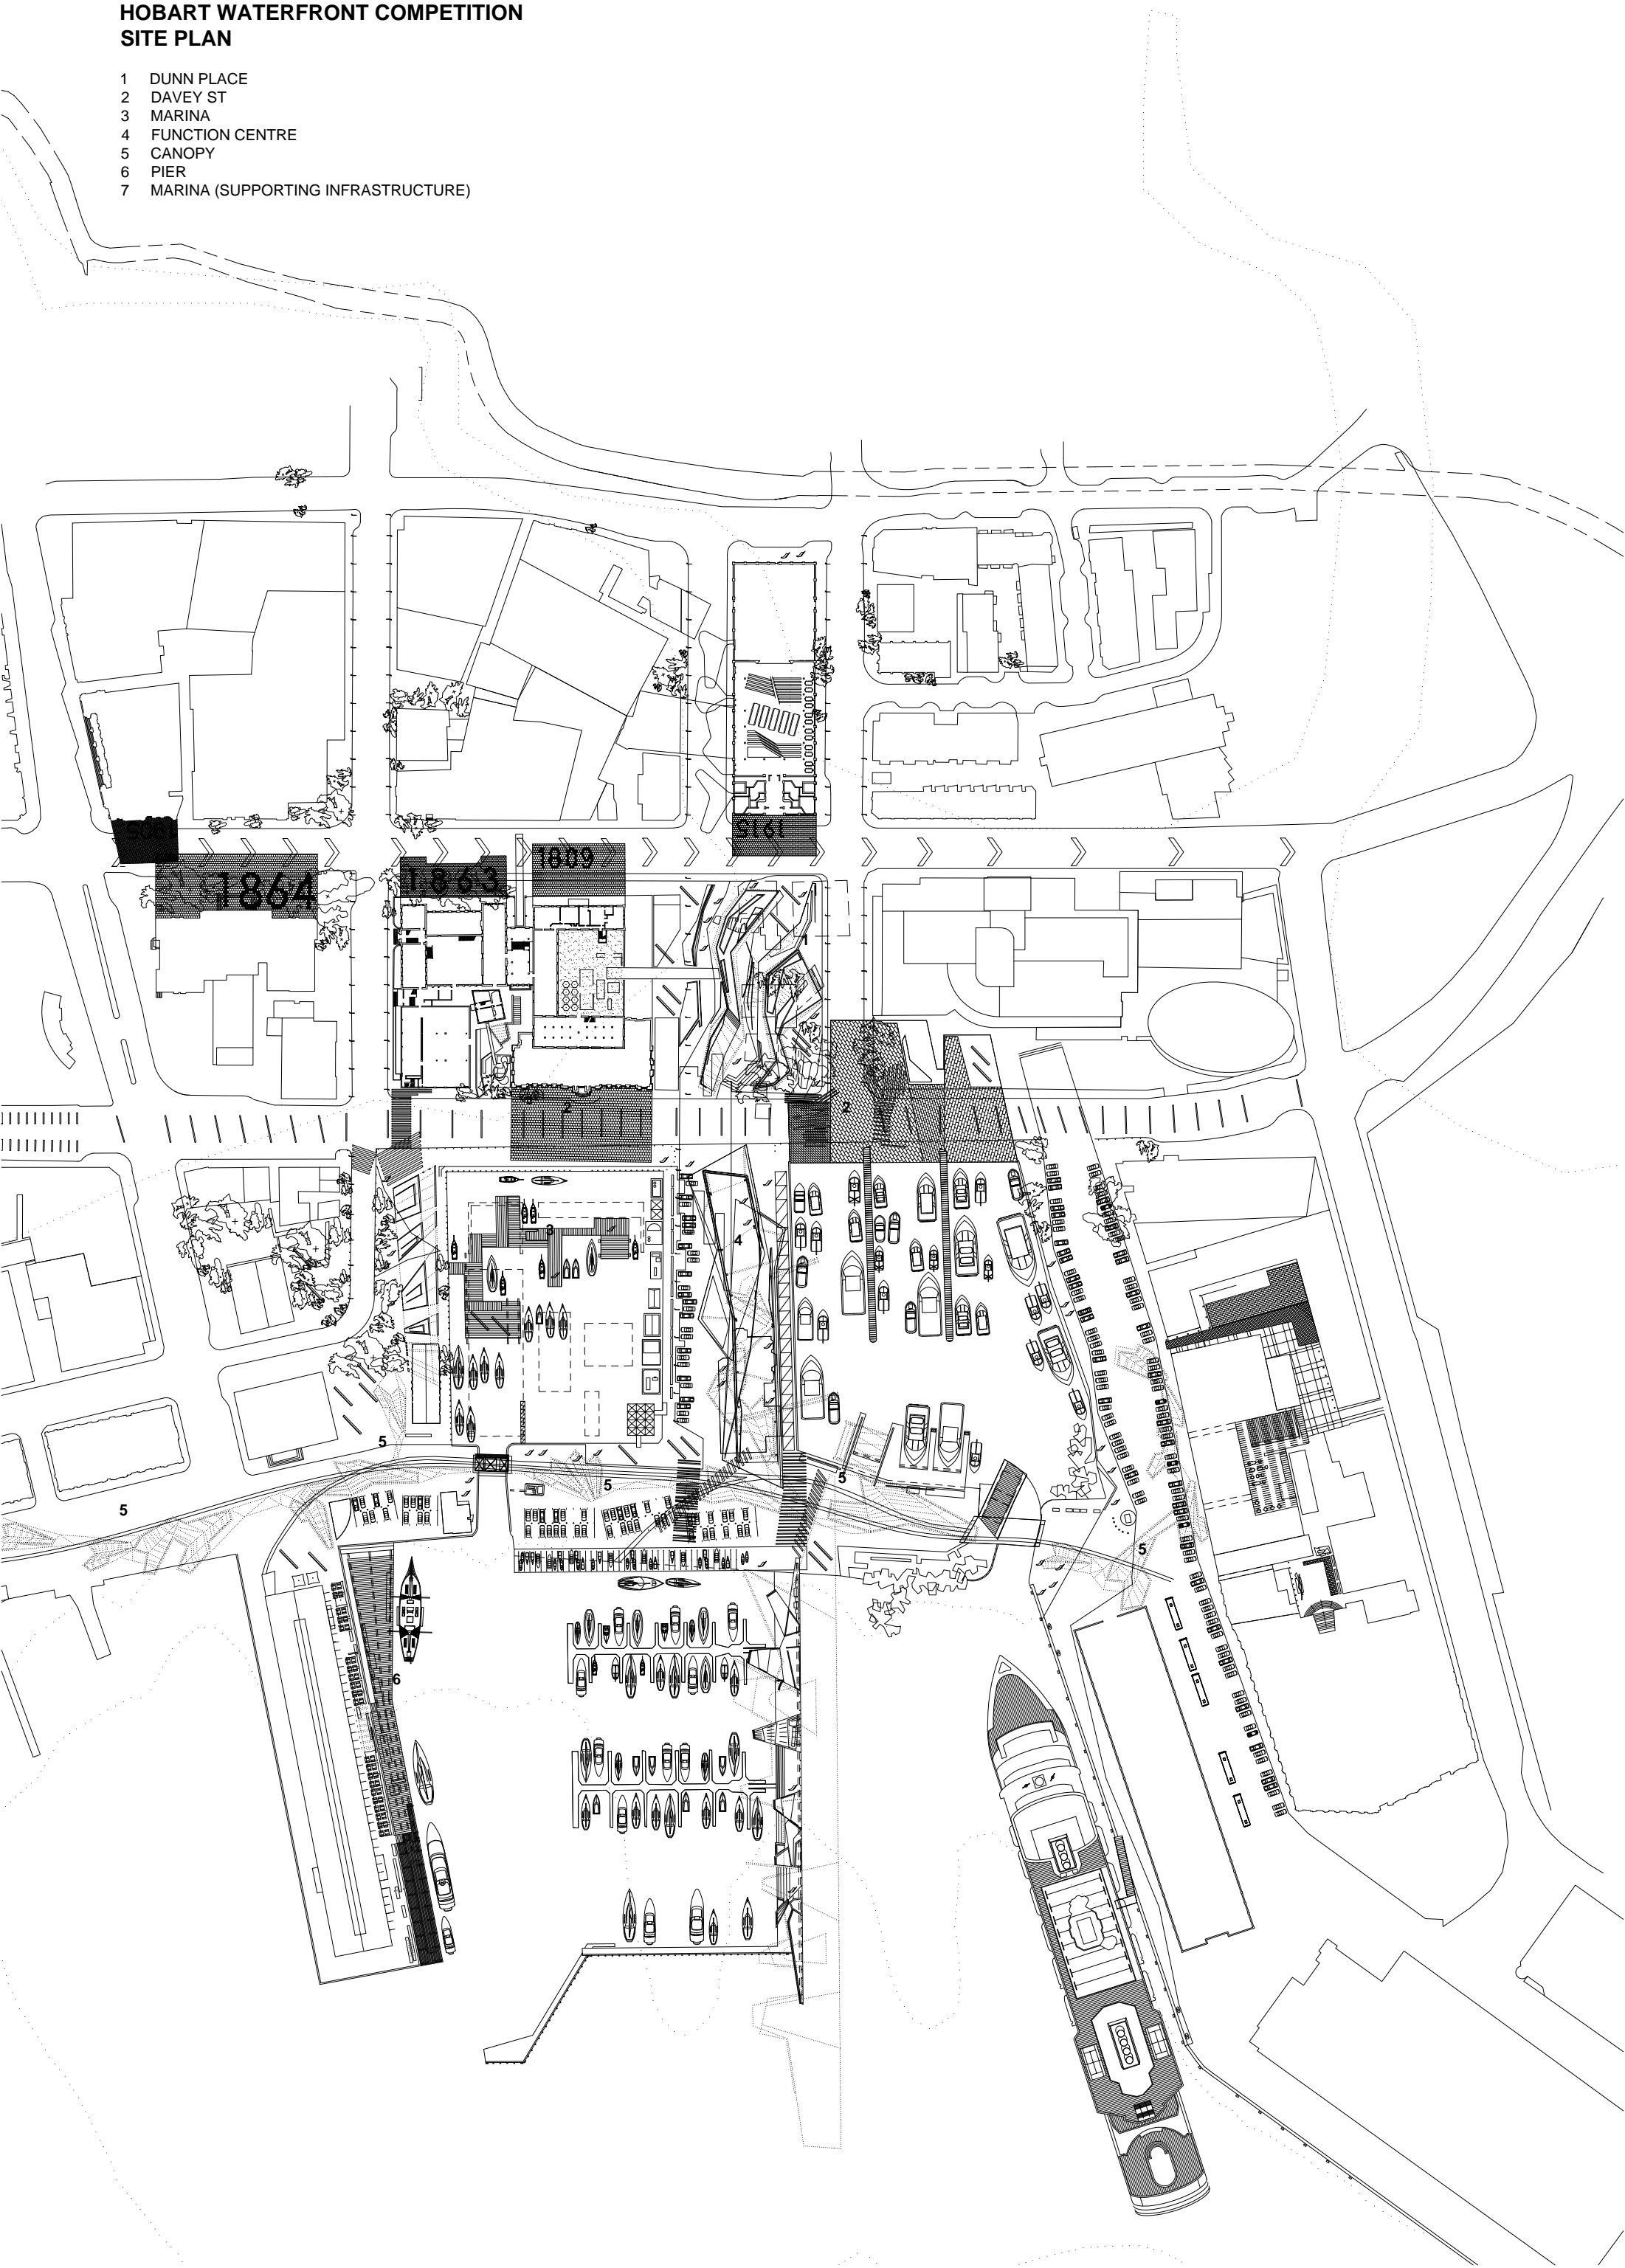 HOBART WATERFRONT COMPETITION
SITE PLAN
1 DUNN PLACE
2 DAVEY ST
3 MARINA
4 FUNCTION CENTRE
5 CANOPY
6 PIER
7 MARINA (SUPPORTING INFRASTRUCTURE)
1905
1915
1809
1864
1863
1
2
2
3
4
5
5
5
5
5
6
7